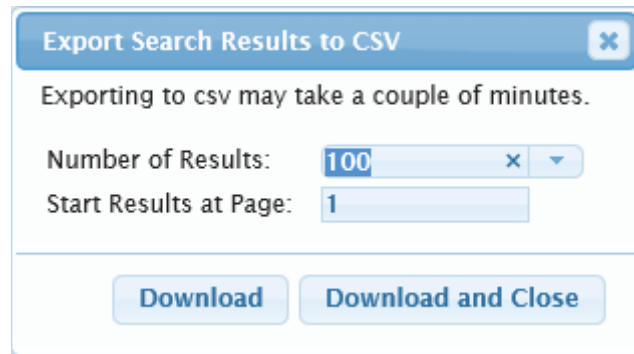 Export Search Results to CSV
Exporting to csv may take a couple of minutes.
Number of Results: 100
Start Results at Page: 1
Download Download and Close